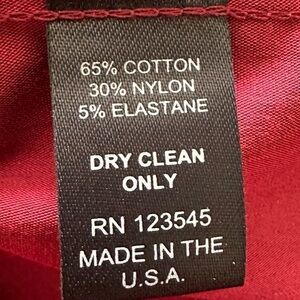 65% COTTON
30% NYLON
5% ELASTANE
DRY CLEAN
ONLY
RN 123545
MADE IN THE
U.S.A.